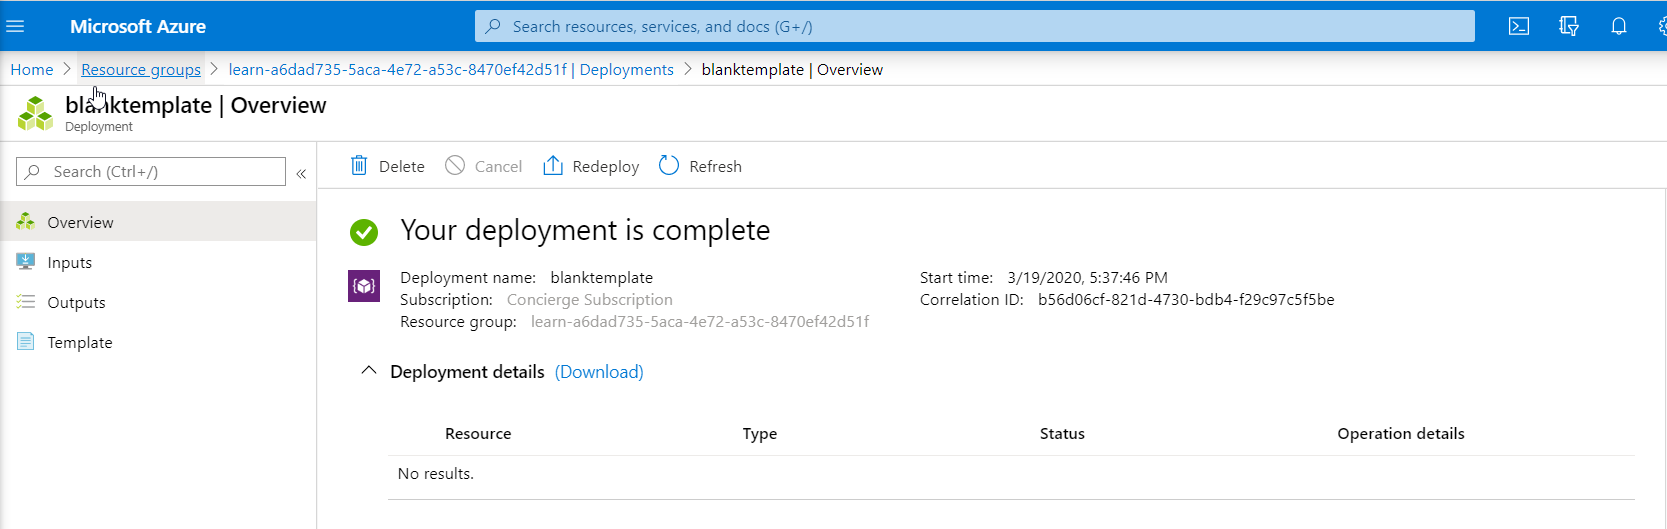 Microsoft Azure
Search resources, services, and docs (G+/)
Home > Resource groups > learn-a6dad735-5aca-4e72-a53c-8470ef42d51f | Deployments > blanktemplate | Overview
blanktemplate | Overview
Deployment
Search (Ctrl+/)
«
Delete
Cancel
Redeploy
Refresh
Overview
Inputs
Outputs
Template
Your deployment is complete
Deployment name: blanktemplate
Subscription: Concierge Subscription
Resource group: learn-a6dad735-5aca-4e72-a53c-8470ef42d51f
Start time: 3/19/2020, 5:37:46 PM
Correlation ID: b56d06cf-821d-4730-bdb4-f29c97c5f5be
Deployment details (Download)
Resource Type Status Operation details
No results.